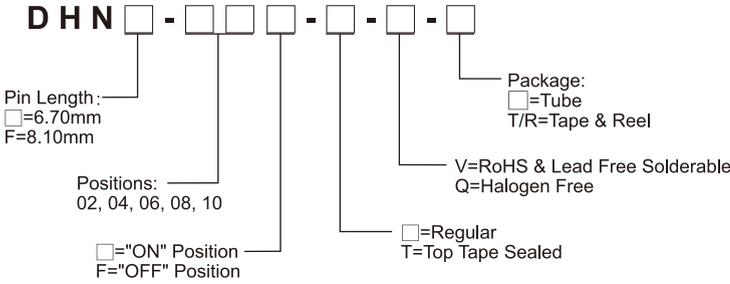 DHN□-□□□-□-□-□
Pin Length:
□=6.70mm
F=8.10mm
Positions:
02, 04, 06, 08, 10
□="ON" Position
F="OFF" Position
□=Regular
T=Top Tape Sealed
V=RoHS & Lead Free Solderable
Q=Halogen Free
Package:
□=Tube
T/R=Tape & Reel